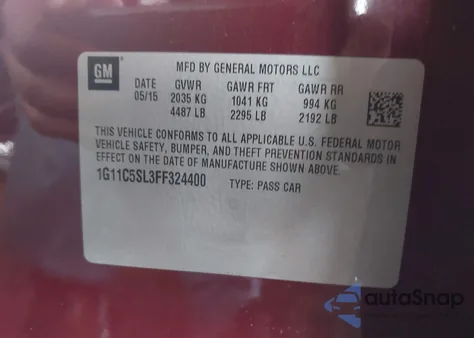 GM
MFD BY GENERAL MOTORS LLC
DATE GVWR GAWR FRT GAWR RR
05/15 2035 KG 1041 KG 994 KG
4487 LB 2295 LB 2192 LB
THIS VEHICLE CONFORMS TO ALL APPLICABLE U.S. FEDERAL MOTOR
VEHICLE SAFETY, BUMPER, AND THEFT PREVENTION STANDARDS IN
EFFECT ON THE DATE OF MANUFACTURE SHOWN ABOVE.
1G11C5SL3FF324400 TYPE: PASS CAR
autoSnap